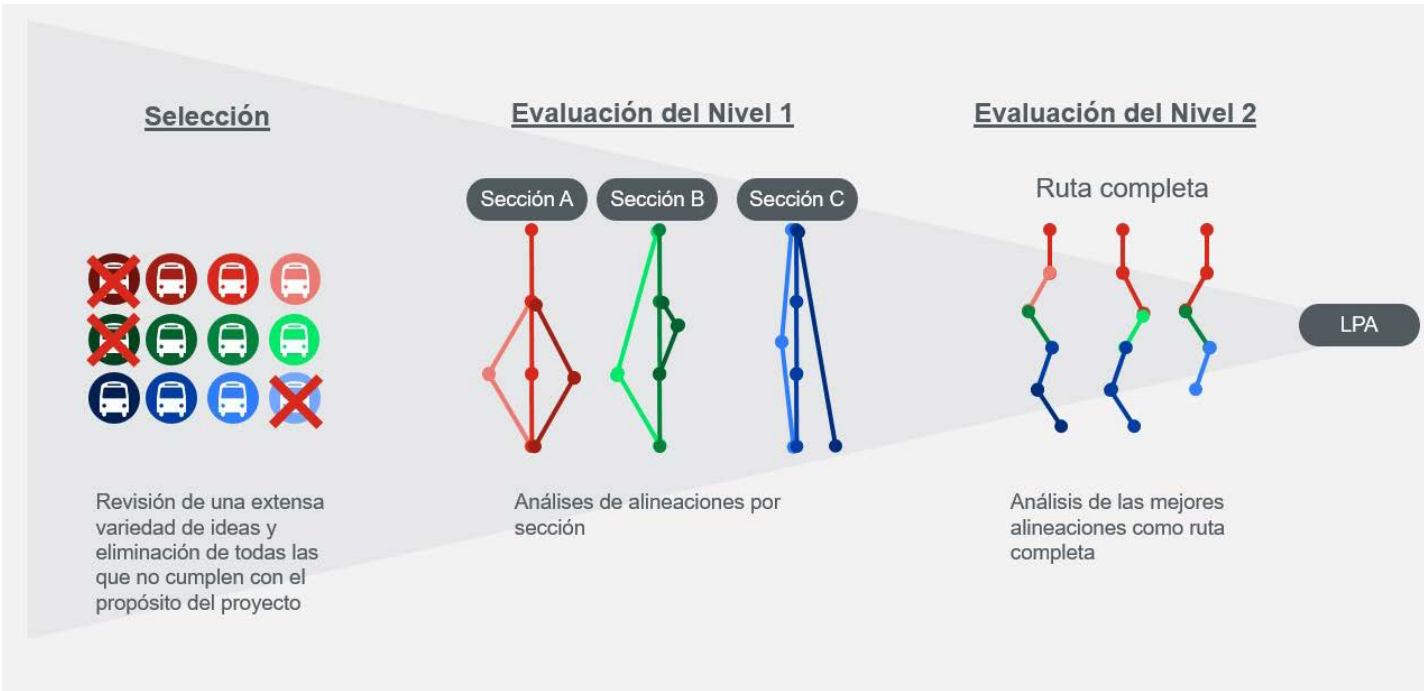 Selección
Revisión de una extensa
variedad de ideas y
eliminación de todas las
que no cumplen con el
propósito del proyecto
Evaluación del Nivel 1
Sección A
Sección B
Sección C
Análises de alineaciones por
sección
Evaluación del Nivel 2
Ruta completa
Análisis de las mejores
alineaciones como ruta
completa
LPA